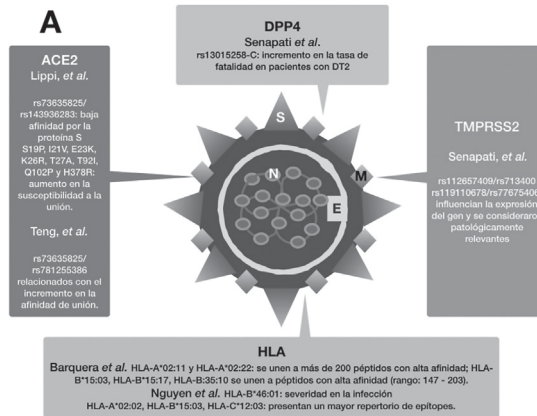 A
ACE2
Lippi, et al.
rs73635825/
rs143936283: baja
afinidad por la
proteína S
S19P, I21V, E23K,
K26R, T27A, T92I,
Q102P y H378R:
aumento en la
susceptibilidad a la
unión.
Teng, et al.
rs73635825/
rs781255386
relacionados con el
incremento en la
afinidad de unión.
DPP4
Senapati et al.
rs13015258-C: incremento en la tasa de
fatalidad en pacientes con DT2
S
N
M
E
TMPRSS2
Senapati, et al.
rs112657409/rs713400
rs11910678/rs77675406
influencian la expresión
del gen y se consideraron
patológicamente
relevantes
HLA
Barquera et al. HLA-A*02:11 y HLA-A*02:22: se unen a más de 200 péptidos con alta afinidad; HLA-
B*15:03, HLA-B*15:17, HLA-B:35:10 se unen a péptidos con alta afinidad (rango: 147 - 203).
Nguyen et al. HLA-B*46:01: severidad en la infección
HLA-A*02:02, HLA-B*15:03, HLA-C*12:03: presentan un mayor repertorio de epitopes.